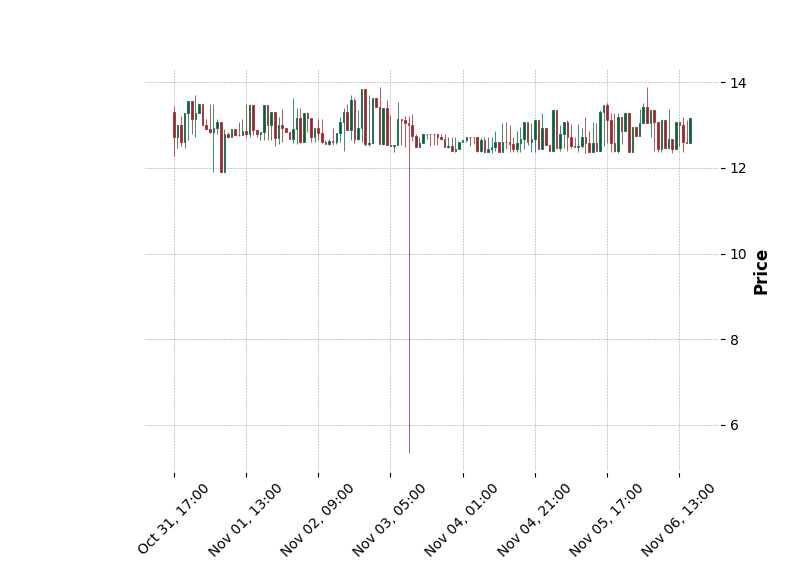 14
12
10
8
6
Price
Oct 31, 17:00
Nov 01, 13:00
Nov 02, 09:00
Nov 03, 05:00
Nov 04, 01:00
Nov 04, 21:00
Nov 05, 17:00
Nov 06, 13:00